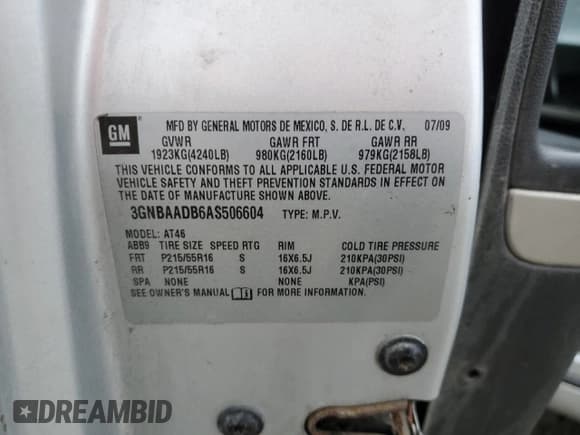 GM
MFD BY GENERAL MOTORS DE MEXICO, S. DE R.L. DE C.V. 07/09
GVWR GAWR FRT GAWR RR
1923KG(4240LB) 980KG(2160LB) 979KG(2158LB)
THIS VEHICLE CONFORMS TO ALL APPLICABLE U.S. FEDERAL MOTOR
VEHICLE SAFETY AND THEFT PREVENTION STANDARDS IN EFFECT ON
THE DATE OF MANUFACTURE SHOWN ABOVE.
3GNBAADB6AS506604 TYPE: M.P.V.
MODEL: AT46
ABB9 TIRE SIZE SPEED RTG RIM COLD TIRE PRESSURE
FRT P215/55R16 S 16X6.5J 210KPA(30PSI)
RR P215/55R16 S 16X6.5J 210KPA(30PSI)
SPA NONE NONE KPA(PSI)
SEE OWNER'S MANUAL FOR MORE INFORMATION.
DREAMBID